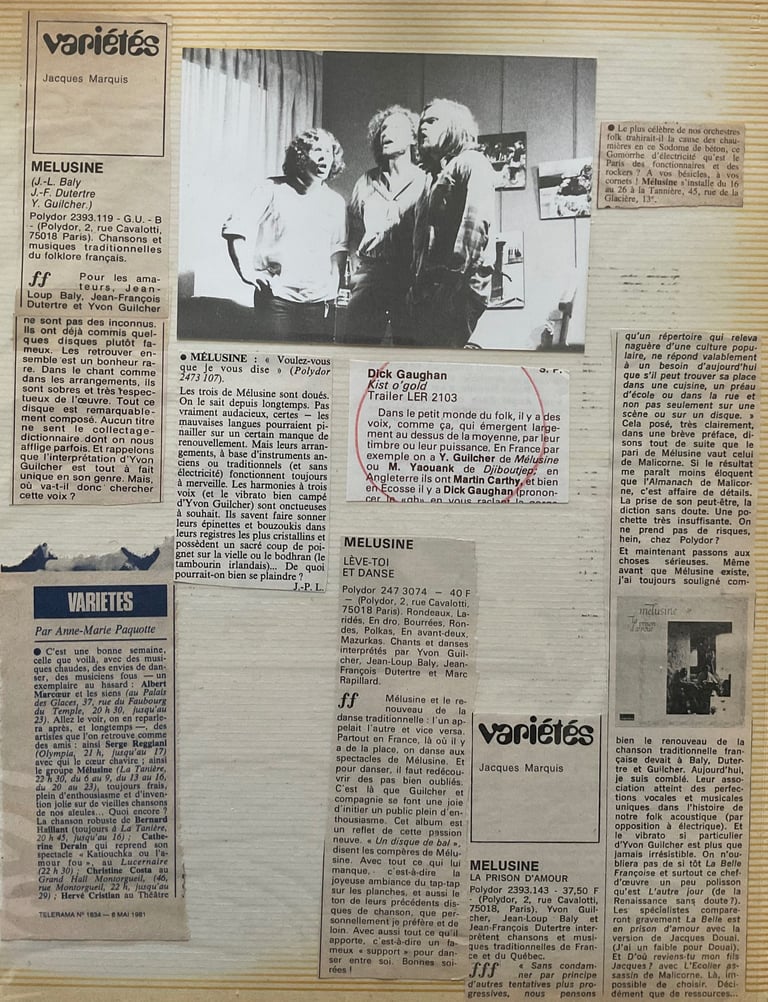 variétés
Jacques Marquis
MELUSINE
(J.-L. Baly
J.-F. Dutertre
Y. Guilcher.)
Polydor 2393.119 - G.U. - B
- (Polydor, 2, rue Cavalotti,
75018 Paris). Chansons et
musiques traditionnelles
du folklore français.
ff Pour les ama-
teurs, Jean-
Loup Baly, Jean-François
Dutertre et Yvon Guilcher
ne sont pas des inconnus.
Ils ont déjà commis quel-
ques disques plutôt fa-
meux. Les retrouver en-
semble est un bonheur ra-
re. Dans le chant comme
dans les arrangements, ils
sont sobres et très respec-
tueux de l'œuvre. Tout ce
disque est remarquable-
ment composé. Aucun titre
ne sent le collectage-
dictionnaire dont on nous
afflige parfois. Et rappelons
que l'interprétation d'Yvon
Guilcher est tout à fait
unique en son genre. Mais,
où va-t-il donc chercher
cette voix ?
VARIETES
Par Anne-Marie Paquotte
● C'est une bonne semaine,
celle que voilà, avec des musi-
ques chaudes, des envies de dan-
ser, des musiciens fous — un
exemplaire au hasard : Albert
Marcœur et les siens (au Palais
des Glaces, 37, rue du Faubourg
du Temple, 20 h 30, jusqu'au
23). Allez le voir, on en reparle-
ra après, et longtemps —, des
artistes que l'on retrouve comme
des amis : ainsi Serge Reggiani
(Olympia, 21 h, jusqu'au 17)
avec qui le cœur chavire ; ainsi
le groupe Mélusine (La Tanière,
22 h 30, du 6 au 9, du 13 au 16,
du 20 au 23), toujours frais,
plein d'enthousiasme et d'inven-
tion jolie sur de vieilles chansons
de nos aïeules... Quoi encore ?
La chanson robuste de Bernard
Haillant (toujours à La Tanière,
20 h 45, jusqu'au 16) ; Cathe-
rine Derain qui reprend son
spectacle « Katiouchka ou l'a-
mour fou », au Lucernaire
(22 h 30) ; Christine Costa au
Grand Hall Montorgueil, (46,
rue Montorgueil, 22 h, jusqu'au
29) ; Hervé Cristian au Théâtre
TELERAMA N° 1634 — 6 MAI 1981
● MÉLUSINE : « Voulez-vous
que je vous dise » (Polydor
2473 107).
Les trois de Mélusine sont doués.
On le sait depuis longtemps. Pas
vraiment audacieux, certes — les
mauvaises langues pourraient pi-
nailler sur un certain manque de
renouvellement. Mais leurs arran-
gements, à base d'instruments an-
ciens ou traditionnels (et sans
électricité) fonctionnent toujours
à merveille. Les harmonies à trois
voix (et le vibrato bien campé
d'Yvon Guilcher) sont onctueuses
à souhait. Ils savent faire sonner
leurs épinettes et bouzoukis dans
leurs registres les plus cristallins et
possèdent un sacré coup de poi-
gnet sur la vielle ou le bodhran (le
tambourin irlandais)... De quoi
pourrait-on bien se plaindre ?
J.-P. L.
Dick Gaughan
Kist o'gold
Trailer LER 2103
Dans le petit monde du folk, il y a des
voix, comme ça, qui émergent large-
ment au dessus de la moyenne, par leur
timbre ou leur puissance. En France par
exemple on a Y. Guilcher de Mélusine
ou M. Yaouank de Djiboutjep;
Angleterre ils ont Martin Carthy, et bien
en Ecosse il y a Dick Gaughan (pronon-
MELUSINE
LÈVE-TOI
ET DANSE
Polydor 247 3074 — 40 F
— (Polydor, 2, rue Cavalotti,
75018 Paris). Rondeaux, La-
ridés, En dro, Bourrées, Ron-
des, Polkas, En avant-deux,
Mazurkas. Chants et danses
interprétés par Yvon Guil-
cher, Jean-Loup Baly, Jean-
François Dutertre et Marc
Rapillard.
ff Mélusine et le re-
nouveau de la
danse traditionnelle : l'un ap-
pelait l'autre et vice versa.
Partout en France, là où il y
a de la place, on danse aux
spectacles de Mélusine. Et
pour danser, il faut redécou-
vrir des pas bien oubliés.
C'est là que Guilcher et
compagnie se font une joie
d'initier un public plein d'en-
thousiasme. Cet album est
un reflet de cette passion
neuve. « Un disque de bal »,
disent les compères de Mélu-
sine. Avec tout ce qui lui
manque, c'est-à-dire la
joyeuse ambiance du tap-tap
sur les planches, et aussi le
ton de leurs précédents dis-
ques de chanson, que per-
sonnellement je préfère et de
loin. Avec aussi tout ce qu'il
apporte, c'est-à-dire un fa-
meux « support » pour dan-
ser entre soi. Bonnes soi-
rées !
variétés
Jacques Marquis
MELUSINE
LA PRISON D'AMOUR
Polydor 2393.143 - 37,50 F
- (Polydor, 2, rue Cavalotti,
75018, Paris). Yvon Guil-
cher, Jean-Loup Baly et
Jean-François Dutertre inter-
prètent chansons et musi-
ques traditionnelles de Fran-
ce et du Québec.
fff « Sans condam-
ner par principe
d'autres tentatives plus pro-
gressives, nous pensons
● Le plus célèbre de nos orchestres
folk trahirait-il la cause des chau-
mières en ce Sodome de béton, ce
Gomorrhe d'électricité qu'est le
Paris des fonctionnaires et des
rockers ? A vos bésicles, à vos
cornets ! Mélusine s'installe du 16
au 26 à la Tannière, 45, rue de la
Glacière, 13e.
qu'un répertoire qui releva
naguère d'une culture popu-
laire, ne répond valablement
à un besoin d'aujourd'hui
que s'il peut trouver sa place
dans une cuisine, un préau
d'école ou dans la rue et
non pas seulement sur une
scène ou sur un disque. »
Cela posé, très clairement,
dans une brève préface, di-
sons tout de suite que le
pari de Mélusine vaut celui
de Malicorne. Si le résultat
me paraît moins éloquent
que l'Almanach de Malicor-
ne, c'est affaire de détails.
La prise de son peut-être, la
diction sans doute. Une po-
chette très insuffisante. On
ne prend pas de risques,
hein, chez Polydor ?
Et maintenant passons aux
choses sérieuses. Même
avant que Mélusine existe,
j'ai toujours souligné com-
mélusine
la prison
d'amour
bien le renouveau de la
chanson traditionnelle fran-
çaise devait à Baly, Duter-
tre et Guilcher. Aujourd'hui,
je suis comblé. Leur asso-
ciation atteint des perfec-
tions vocales et musicales
uniques dans l'histoire de
notre folk acoustique (par
opposition à électrique). Et
le vibrato si particulier
d'Yvon Guilcher est plus que
jamais irrésistible. On n'ou-
bliera pas de si tôt La Belle
Françoise et surtout ce chef-
d'œuvre un peu polisson
qu'est L'autre jour (de la
Renaissance sans doute?).
Les spécialistes compare-
ront gravement La Belle est
en prison d'amour avec la
version de Jacques Douai.
(J'ai un faible pour Douai).
Et D'où reviens-tu mon fils
Jacques ? avec L'Ecolier as-
sassin de Malicorne. Là, im-
possible de choisir. Déci-
dément que de ressources...